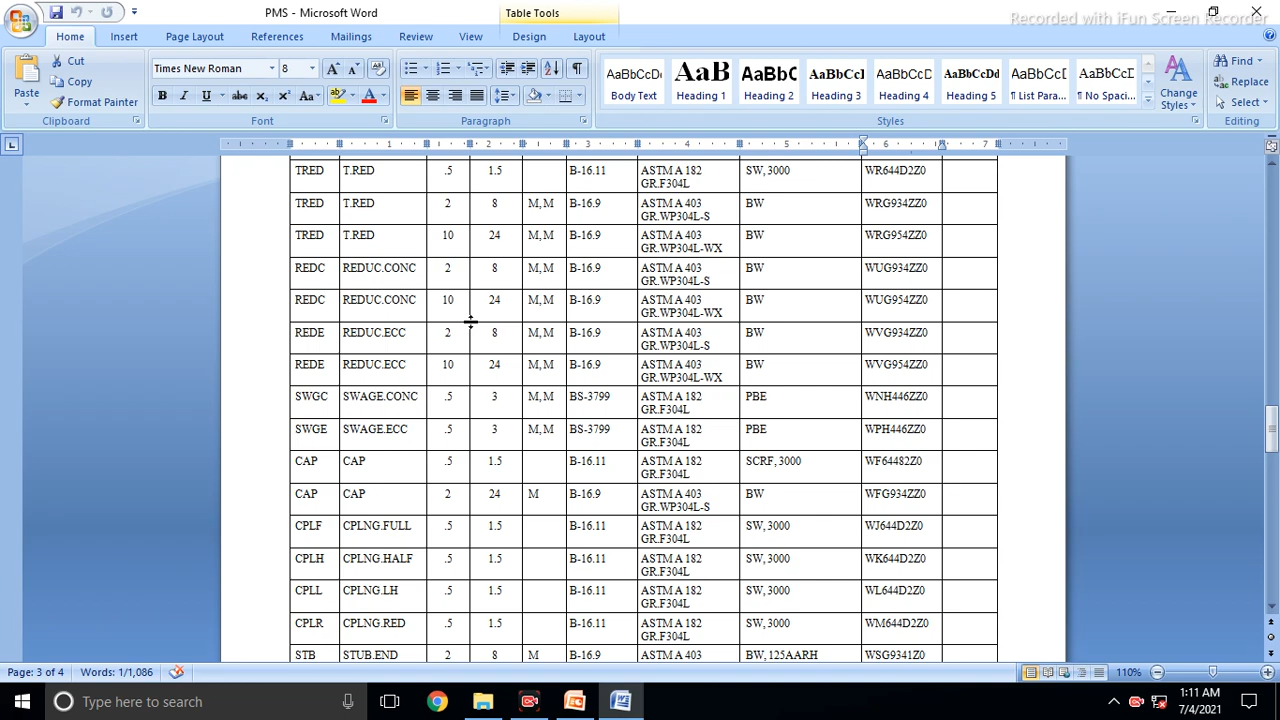 PMS - Microsoft Word
Table Tools
Recorded with iFun Screen Recorder
Home Insert Page Layout References Mailings Review View Design Layout
Paste
Cut
Copy
Format Painter
Clipboard
Times New Roman 8
Font
Paragraph
AaBbCcDd AaB AaBbC AaBbCcI AaBbCcDd AaBbCcDd AaBbCcDd AaBbCcI
Body Text Heading 1 Heading 2 Heading 3 Heading 4 Heading 5 ¶ List Para... ¶ No Spaci...
Change Styles
Styles
Find
Replace
Select
Editing
1 2 3 4 5 6 7
TRED T.RED .5 1.5 B-16.11 ASTM A 182 SW, 3000 WR644D2Z0
GR.F304L
TRED T.RED 2 8 M, M B-16.9 ASTM A 403 BW WRG934ZZ0
GR.WP304L-S
TRED T.RED 10 24 M, M B-16.9 ASTM A 403 BW WRG954ZZ0
GR.WP304L-WX
REDC REDUC.CONC 2 8 M, M B-16.9 ASTM A 403 BW WUG934ZZ0
GR.WP304L-S
REDC REDUC.CONC 10 24 M, M B-16.9 ASTM A 403 BW WUG954ZZ0
GR.WP304L-WX
REDE REDUC.ECC 2 8 M, M B-16.9 ASTM A 403 BW WVG934ZZ0
GR.WP304L-S
REDE REDUC.ECC 10 24 M, M B-16.9 ASTM A 403 BW WVG954ZZ0
GR.WP304L-WX
SWGC SWAGE.CONC .5 3 M, M BS-3799 ASTM A 182 PBE WNH446ZZ0
GR.F304L
SWGE SWAGE.ECC .5 3 M, M BS-3799 ASTM A 182 PBE WPH446ZZ0
GR.F304L
CAP CAP .5 1.5 B-16.11 ASTM A 182 SCRF, 3000 WF64482Z0
GR.F304L
CAP CAP 2 24 M B-16.9 ASTM A 403 BW WFG934ZZ0
GR.WP304L-S
CPLF CPLNG.FULL .5 1.5 B-16.11 ASTM A 182 SW, 3000 WJ644D2Z0
GR.F304L
CPLH CPLNG.HALF .5 1.5 B-16.11 ASTM A 182 SW, 3000 WK644D2Z0
GR.F304L
CPLL CPLNG.LH .5 1.5 B-16.11 ASTM A 182 SW, 3000 WL644D2Z0
GR.F304L
CPLR CPLNG.RED .5 1.5 B-16.11 ASTM A 182 SW, 3000 WM644D2Z0
GR.F304L
STB STUB.END 2 8 M B-16.9 ASTM A 403 BW, 125AARH WSG9341Z0
Page: 3 of 4 Words: 1/1,086 110%
Type here to search
1:11 AM
7/4/2021